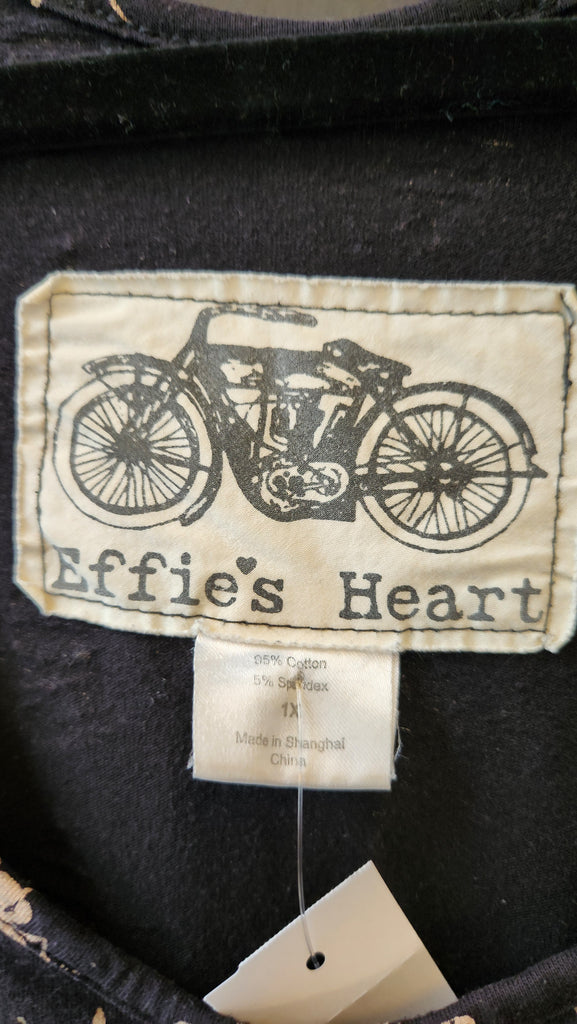 Effie's Heart
95% Cotton
5% Spandex
1X
Made in Shanghai
China